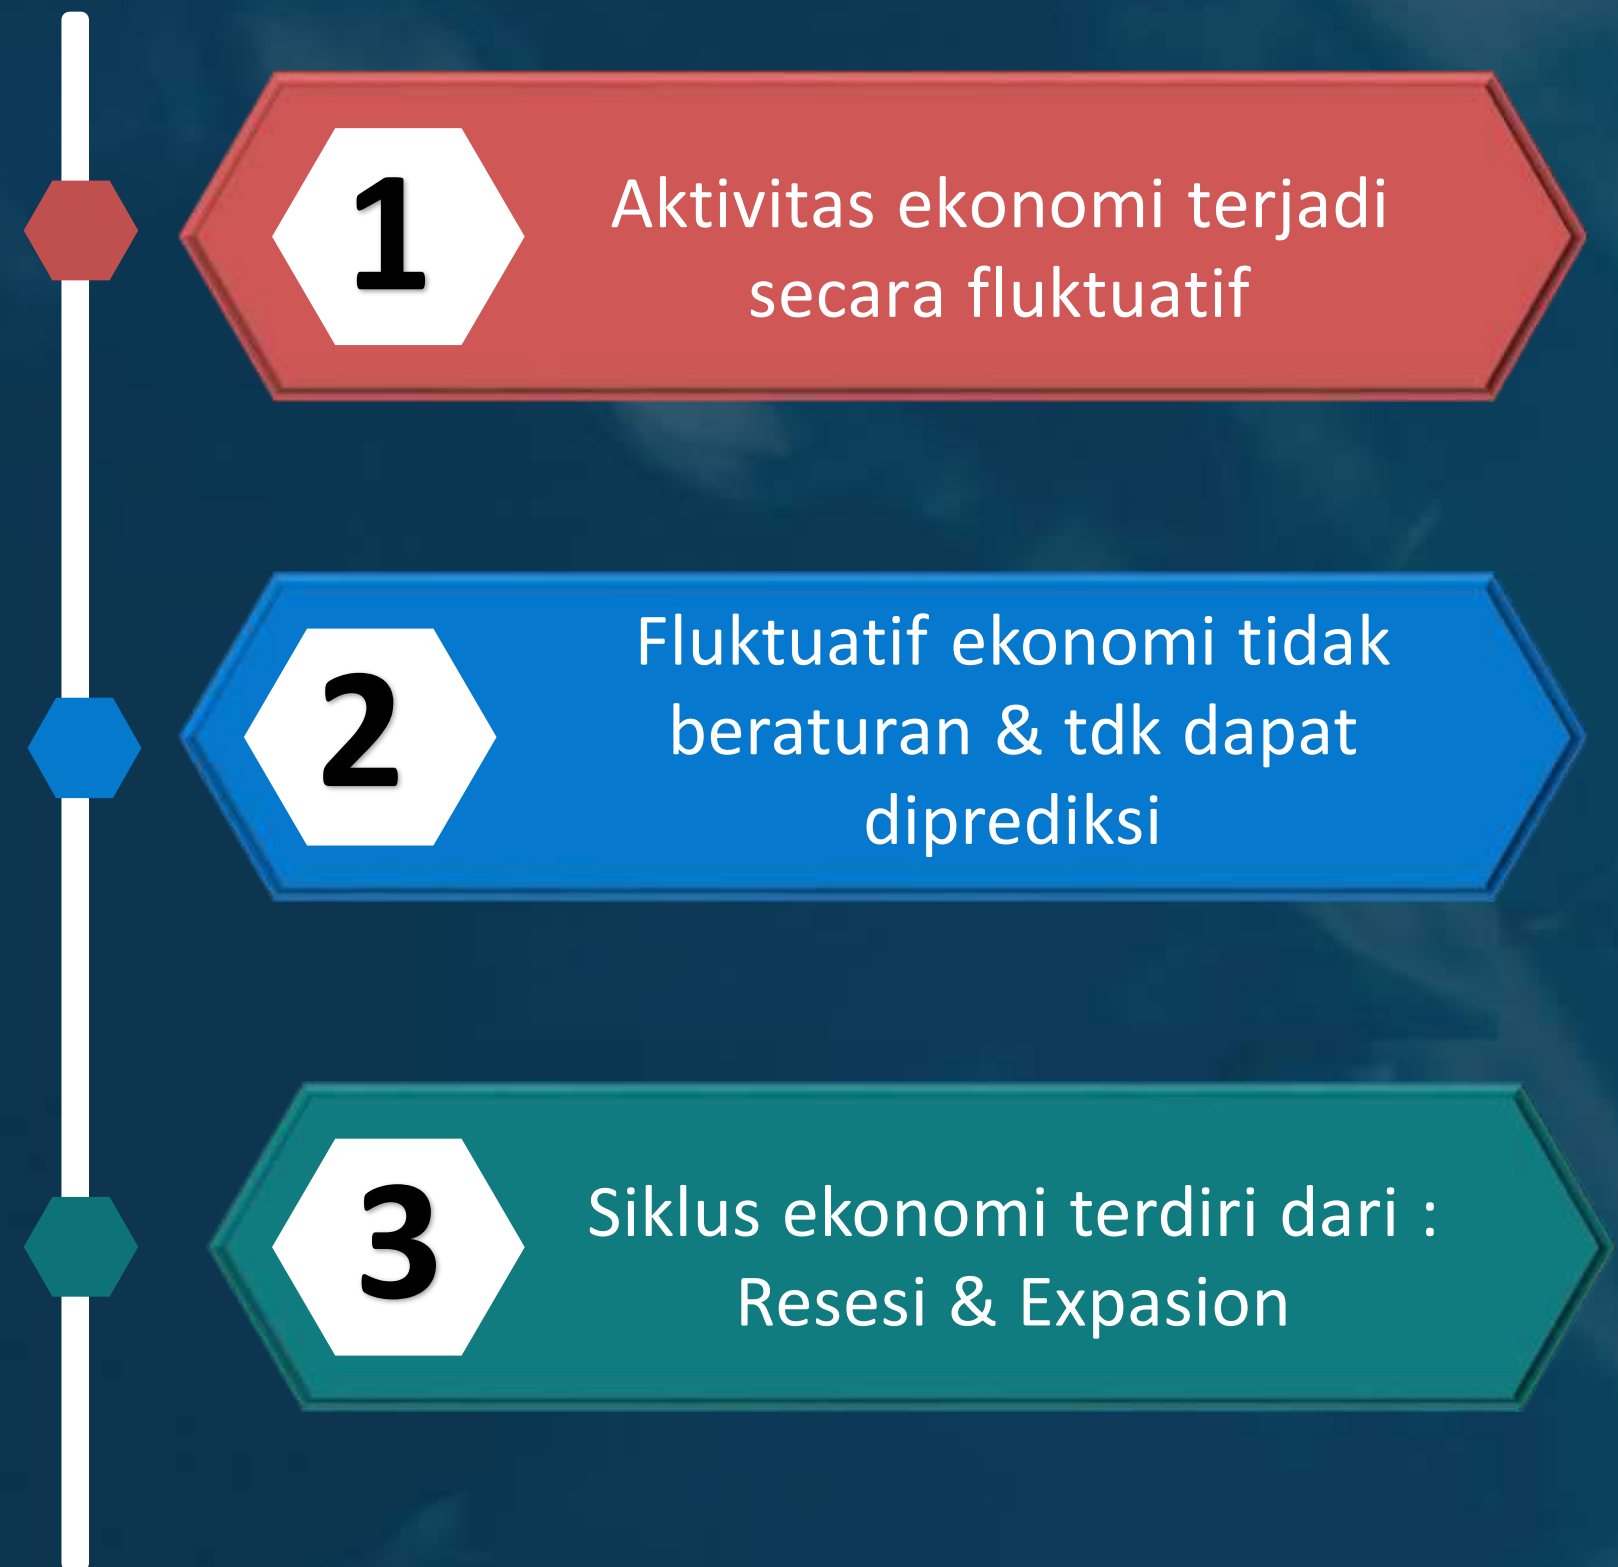 1
Aktivitas ekonomi terjadi
secara fluktuatif
2
Fluktuatif ekonomi tidak
beraturan & tdk dapat
diprediksi
3
Siklus ekonomi terdiri dari :
Resesi & Expasion